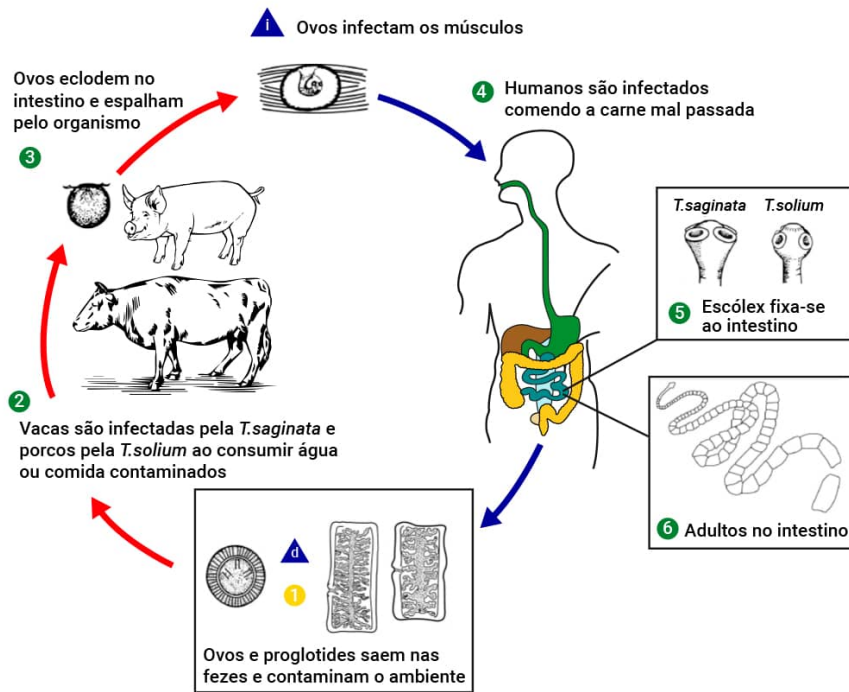 i
Ovos infectam os músculos
Ovos eclodem no
intestino e espalham
pelo organismo
3
4
Humanos são infectados
comendo a carne mal passada
T.saginata
T.solium
5
Escólex fixa-se
ao intestino
2
Vacas são infectadas pela T.saginata e
porcos pela T.solium ao consumir água
ou comida contaminados
6
Adultos no intestino
d
1
Ovos e proglotides saem nas
fezes e contaminam o ambiente